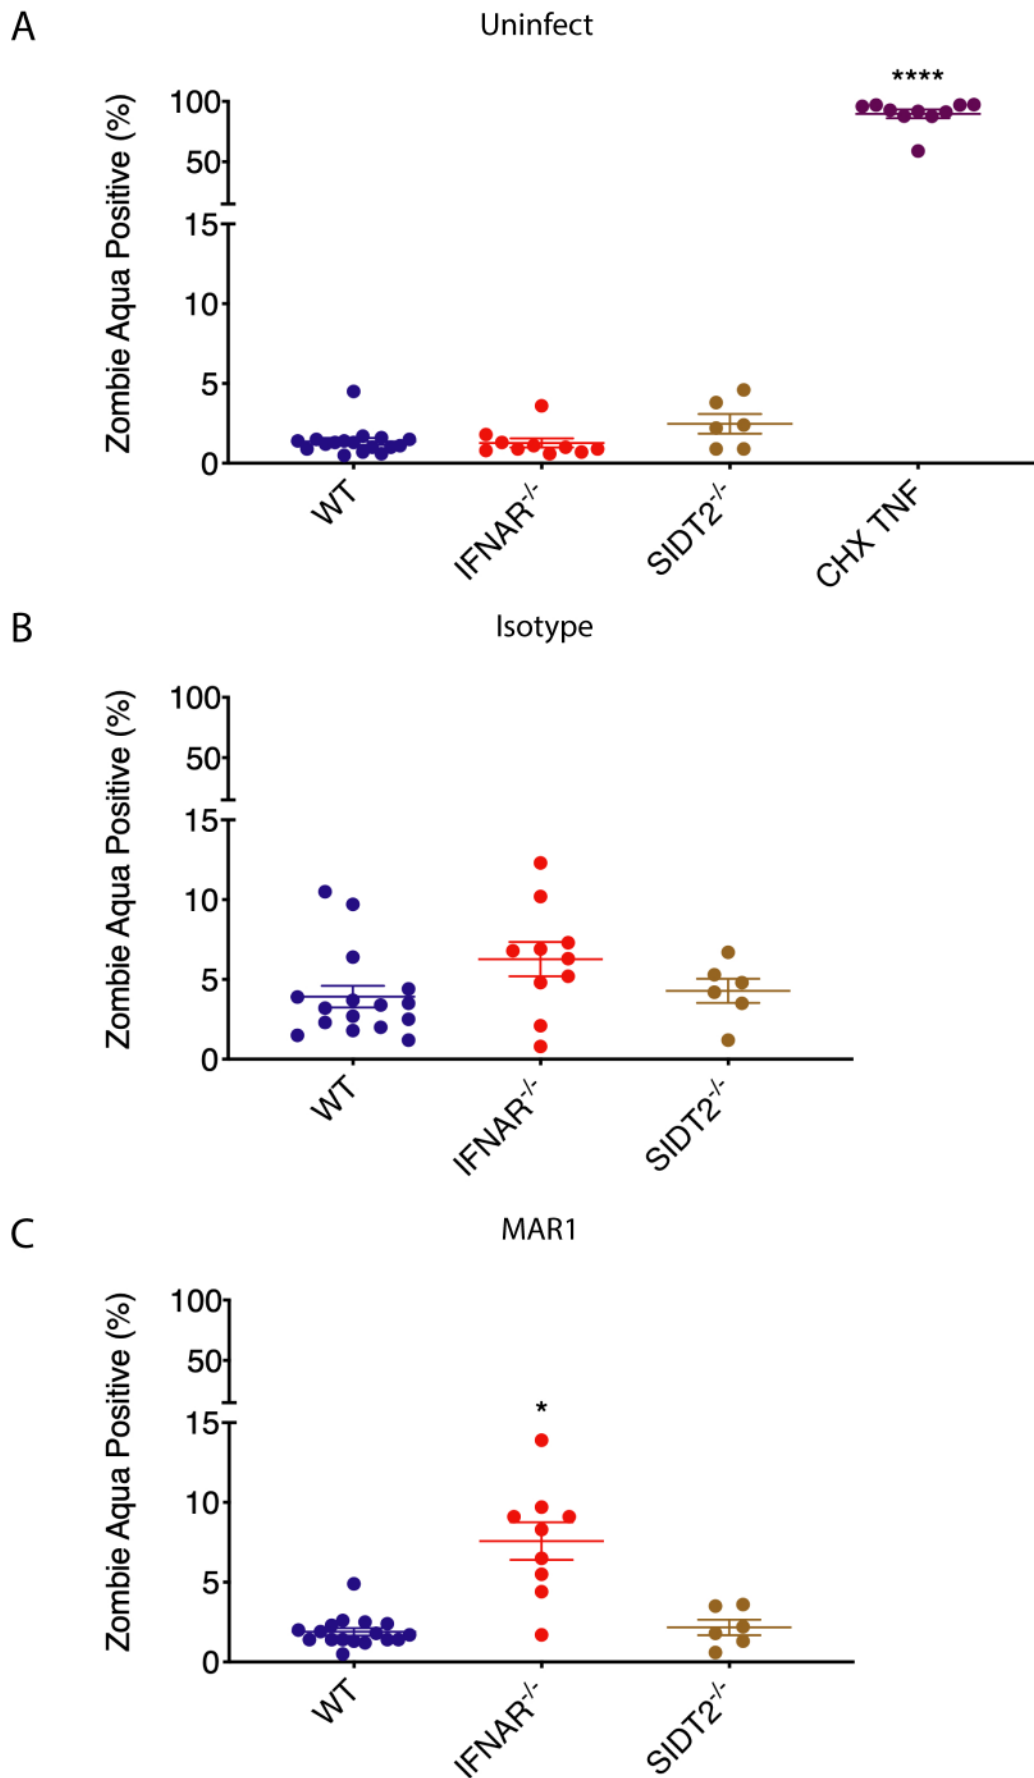 A
Uninfect
Zombie Aqua Positive (%)
100
50
15
10
5
0
****
WT
IFNAR-/-
SIDT2-/-
CHX TNF
B
Isotype
Zombie Aqua Positive (%)
100
50
15
10
5
0
WT
IFNAR-/-
SIDT2-/-
C
MAR1
Zombie Aqua Positive (%)
100
50
15
10
5
0
*
WT
IFNAR-/-
SIDT2-/-